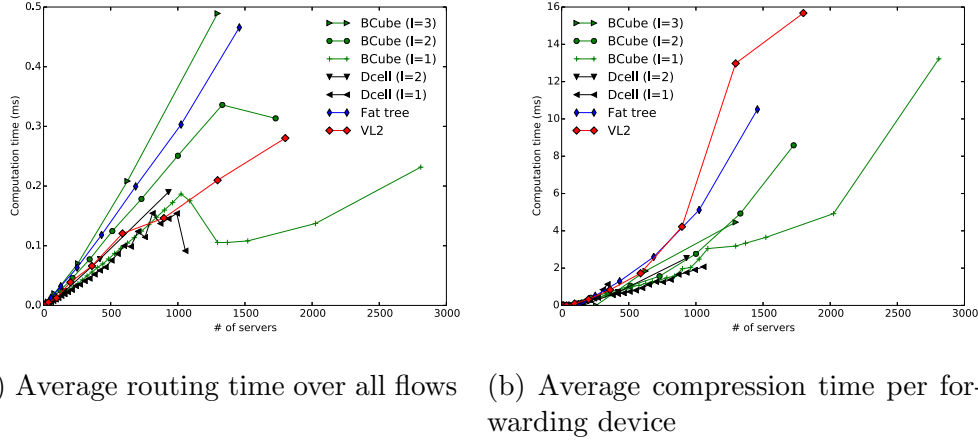 0.5
0.4
0.3
0.2
0.1
0.0
Computation time (ms)
0
500
1000
1500
2000
2500
3000
# of servers
BCube (l=3)
BCube (l=2)
BCube (l=1)
Dcell (l=2)
Dcell (l=1)
Fat tree
VL2
16
14
12
10
8
6
4
2
0
Computation time (ms)
0
500
1000
1500
2000
2500
3000
# of servers
BCube (l=3)
BCube (l=2)
BCube (l=1)
Dcell (l=2)
Dcell (l=1)
Fat tree
VL2
) Average routing time over all flows
(b) Average compression time per for-
warding device